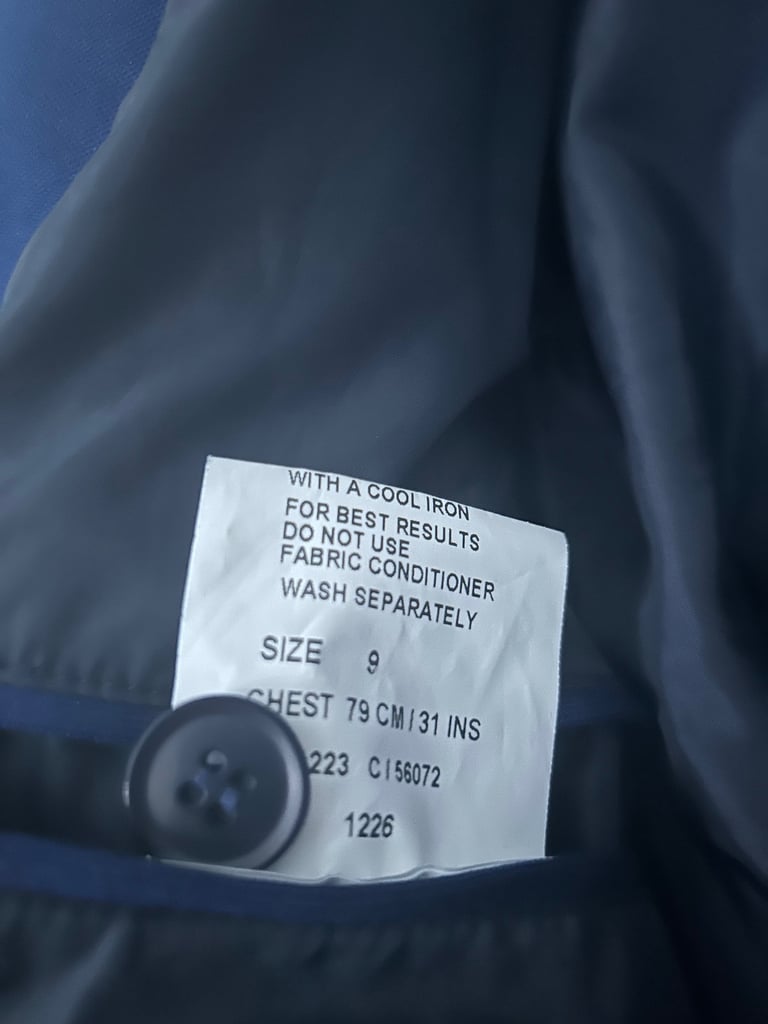 WITH A COOL IRON
FOR BEST RESULTS
DO NOT USE
FABRIC CONDITIONER
WASH SEPARATELY
SIZE 9
CHEST 79 CM/31 INS
223 C156072
1226